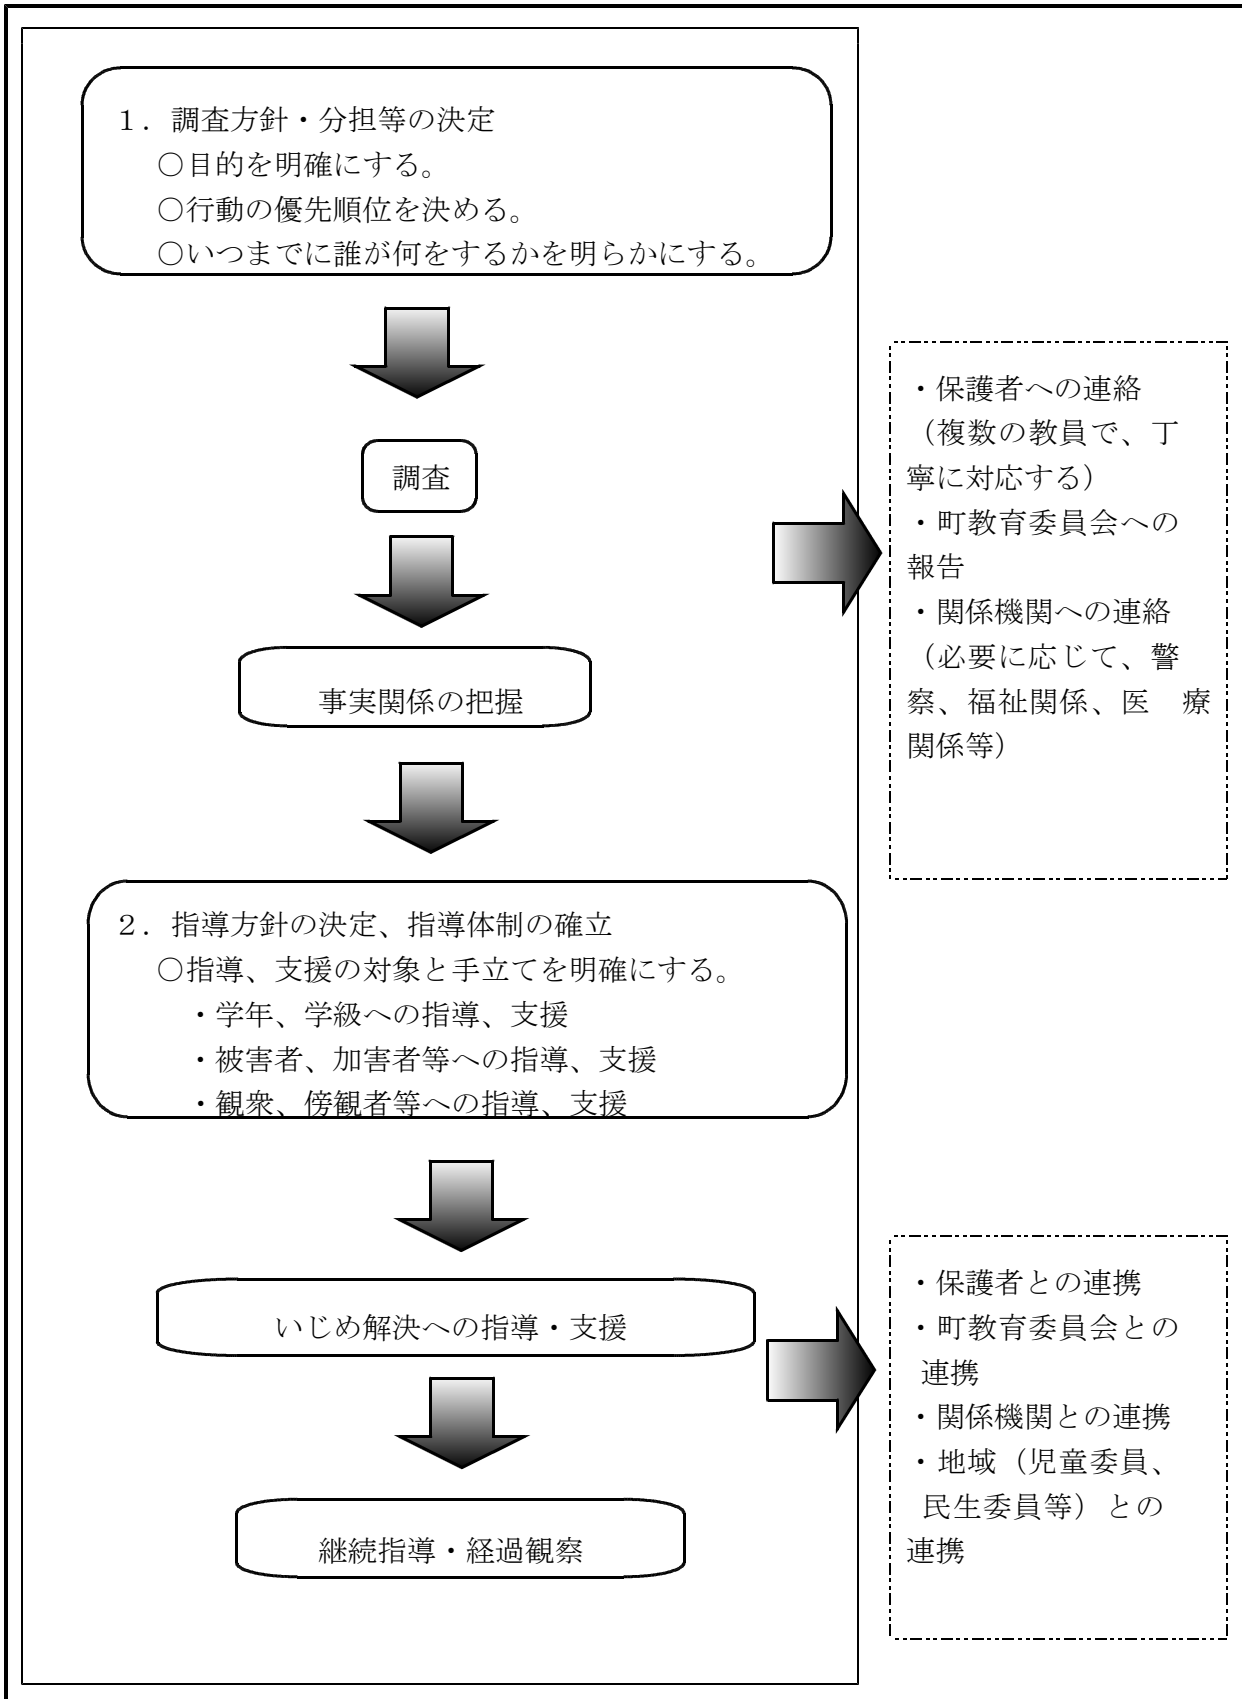 １．調査方針・分担等の決定
○目的を明確にする。
○行動の優先順位を決める。
○いつまでに誰が何をするかを明らかにする。
調査
事実関係の把握
・保護者への連絡
（複数の教員で、丁
寧に対応する）
・町教育委員会への
報告
・関係機関への連絡
（必要に応じて、警
察、福祉関係、医　療
関係等）
２．指導方針の決定、指導体制の確立
○指導、支援の対象と手立てを明確にする。
・学年、学級への指導、支援
・被害者、加害者等への指導、支援
・観衆、傍観者等への指導、支援
いじめ解決への指導・支援
継続指導・経過観察
・保護者との連携
・町教育委員会との
連携
・関係機関との連携
・地域（児童委員、
民生委員等）との
連携